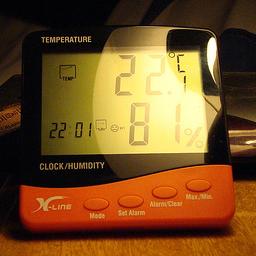 TEMPERATURE
TEMP
22.1 °C
22-01
81%
CLOCK/HUMIDITY
X-LINE
Mode
Set Alarm
Alarm/Clear
Max./Min.